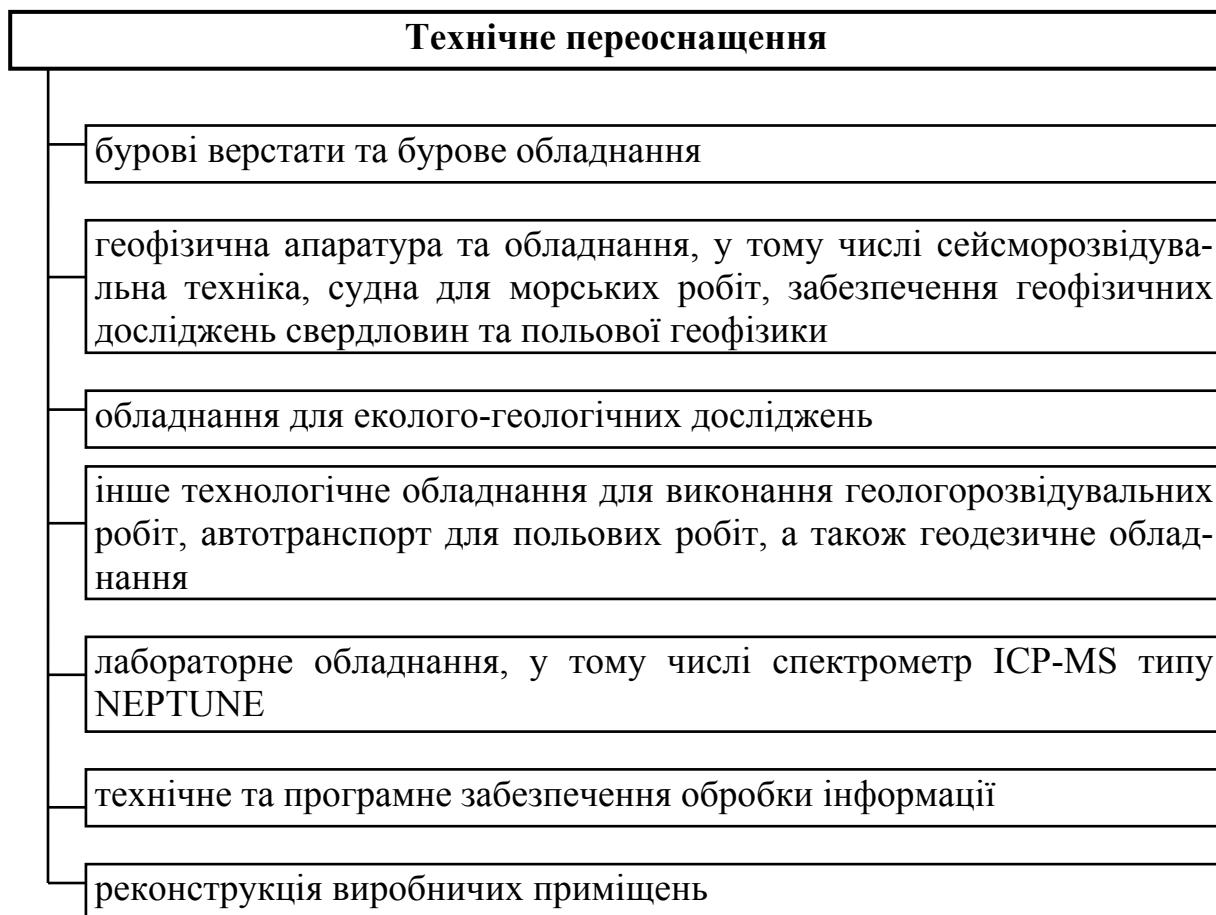 Технічне переоснащення
бурові верстати та бурове обладнання
геофізична апаратура та обладнання, у тому числі сейсморозвідува-
льна техніка, судна для морських робіт, забезпечення геофізичних
досліджень свердловин та польової геофізики
обладнання для еколого-геологічних досліджень
інше технологічне обладнання для виконання геологорозвідувальних
робіт, автотранспорт для польових робіт, а також геодезичне облад-
нання
лабораторне обладнання, у тому числі спектрометр ICP-MS типу
NEPTUNE
технічне та програмне забезпечення обробки інформації
реконструкція виробничих приміщень